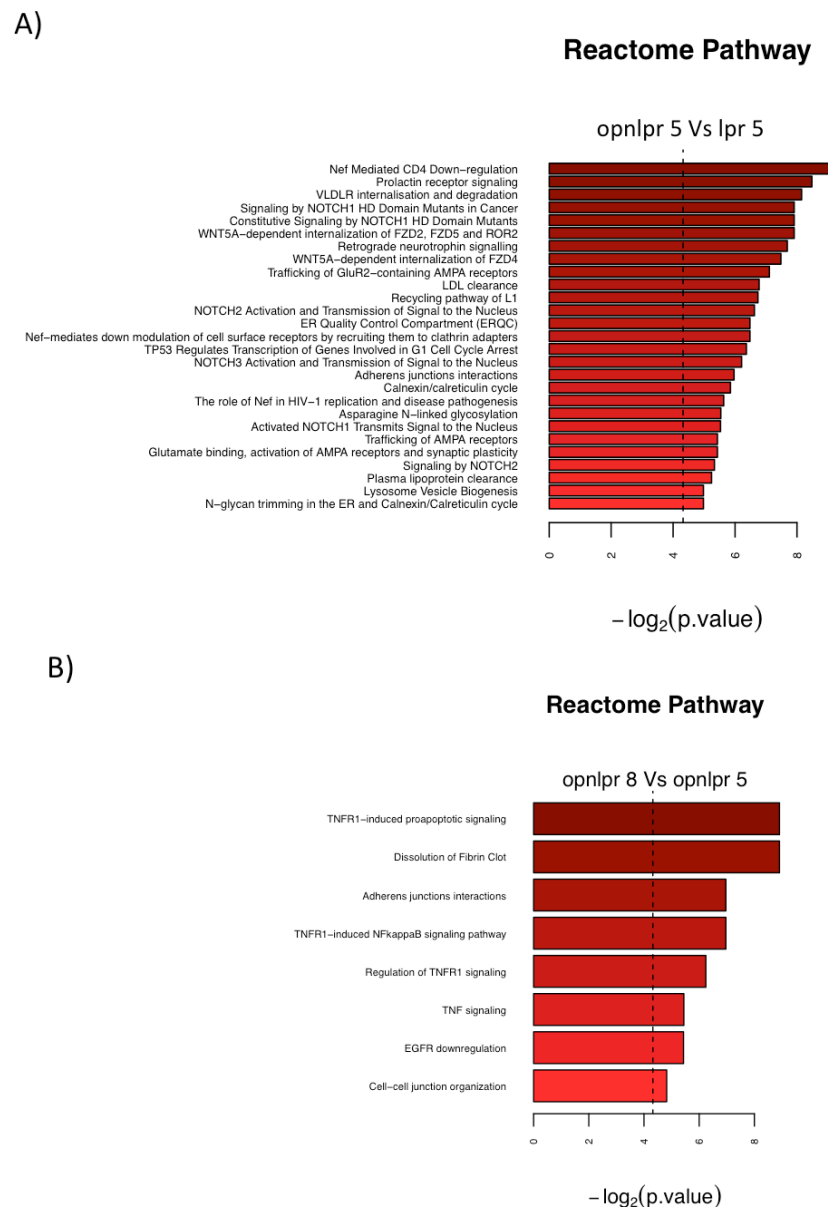 A)
Reactome Pathway
opnlpr 5 Vs lpr 5
Nef Mediated CD4 Down−regulation
Prolactin receptor signaling
VLDLR internalisation and degradation
Signaling by NOTCH1 HD Domain Mutants in Cancer
Constitutive Signaling by NOTCH1 HD Domain Mutants
WNT5A−dependent internalization of FZD2, FZD5 and ROR2
Retrograde neurotrophin signalling
WNT5A−dependent internalization of FZD4
Trafficking of GluR2−containing AMPA receptors
LDL clearance
Recycling pathway of L1
NOTCH2 Activation and Transmission of Signal to the Nucleus
ER Quality Control Compartment (ERQC)
Nef−mediates down modulation of cell surface receptors by recruiting them to clathrin adapters
TP53 Regulates Transcription of Genes Involved in G1 Cell Cycle Arrest
NOTCH3 Activation and Transmission of Signal to the Nucleus
Adherens junctions interactions
Calnexin/calreticulin cycle
The role of Nef in HIV−1 replication and disease pathogenesis
Asparagine N−linked glycosylation
Activated NOTCH1 Transmits Signal to the Nucleus
Trafficking of AMPA receptors
Glutamate binding, activation of AMPA receptors and synaptic plasticity
Signaling by NOTCH2
Plasma lipoprotein clearance
Lysosome Vesicle Biogenesis
N−glycan trimming in the ER and Calnexin/Calreticulin cycle
0 2 4 6 8
−log₂(p.value)
B)
Reactome Pathway
opnlpr 8 Vs opnlpr 5
TNFR1−induced proapoptotic signaling
Dissolution of Fibrin Clot
Adherens junctions interactions
TNFR1−induced NFkappaB signaling pathway
Regulation of TNFR1 signaling
TNF signaling
EGFR downregulation
Cell−cell junction organization
0 2 4 6 8
−log₂(p.value)